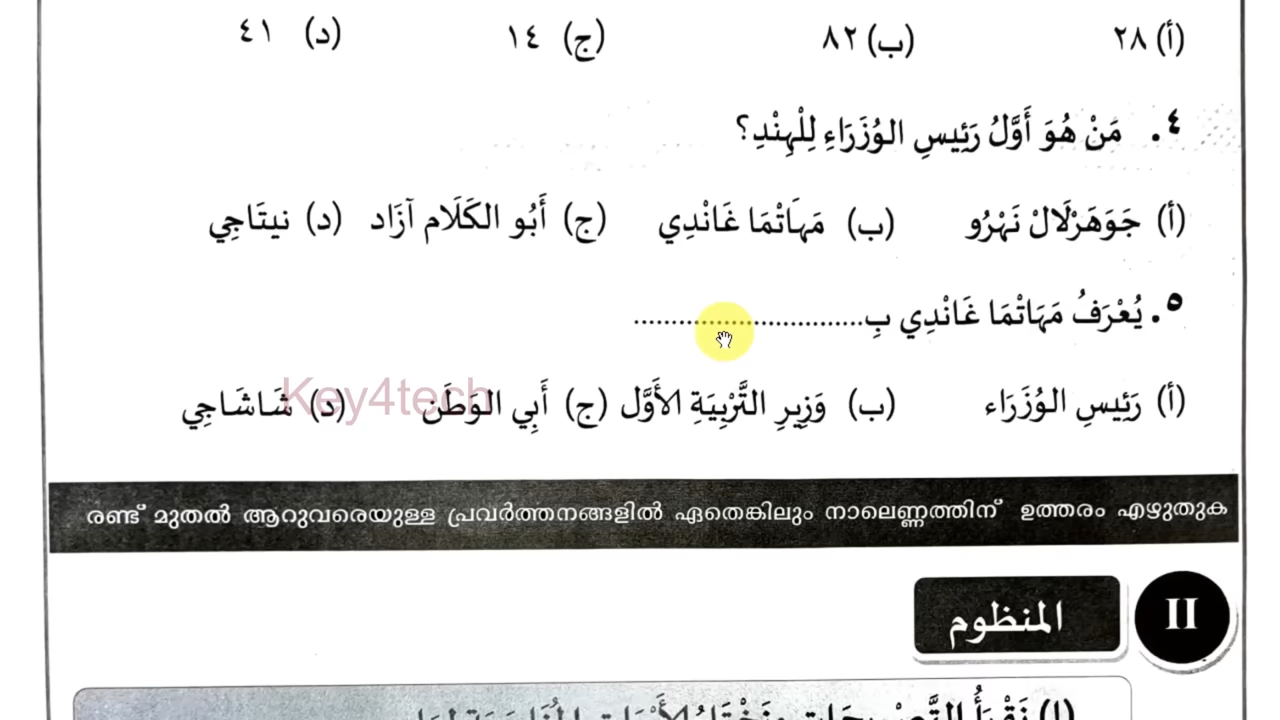 (أ) ٢٨ (ب) ٨٢ (ج) ١٤ (د) ٤١
٤. مَنْ هُوَ أَوَّلُ رَئِيسِ الوُزَرَاءِ لِلْهِنْدِ؟
(أ) جَوَهَرْلَالْ نَهْرُو (ب) مَهَاتْمَا غَانْدِي (ج) أَبُو الكَلَام آزَاد (د) نيتَاجِي
٥. يُعْرَفُ مَهَاتْمَا غَانْدِي بِ..............................
(أ) رَئِيسِ الوُزَرَاء (ب) وَزِيرِ التَّرْبِيَةِ الأَوَّل (ج) أَبِي الوَطَن (د) شَاشَاجِي
Key4tech
രണ്ട് മുതൽ ആറുവരെയുള്ള പ്രവർത്തനങ്ങളിൽ ഏതെങ്കിലും നാലെണ്ണത്തിന് ഉത്തരം എഴുതുക
II
المنظوم